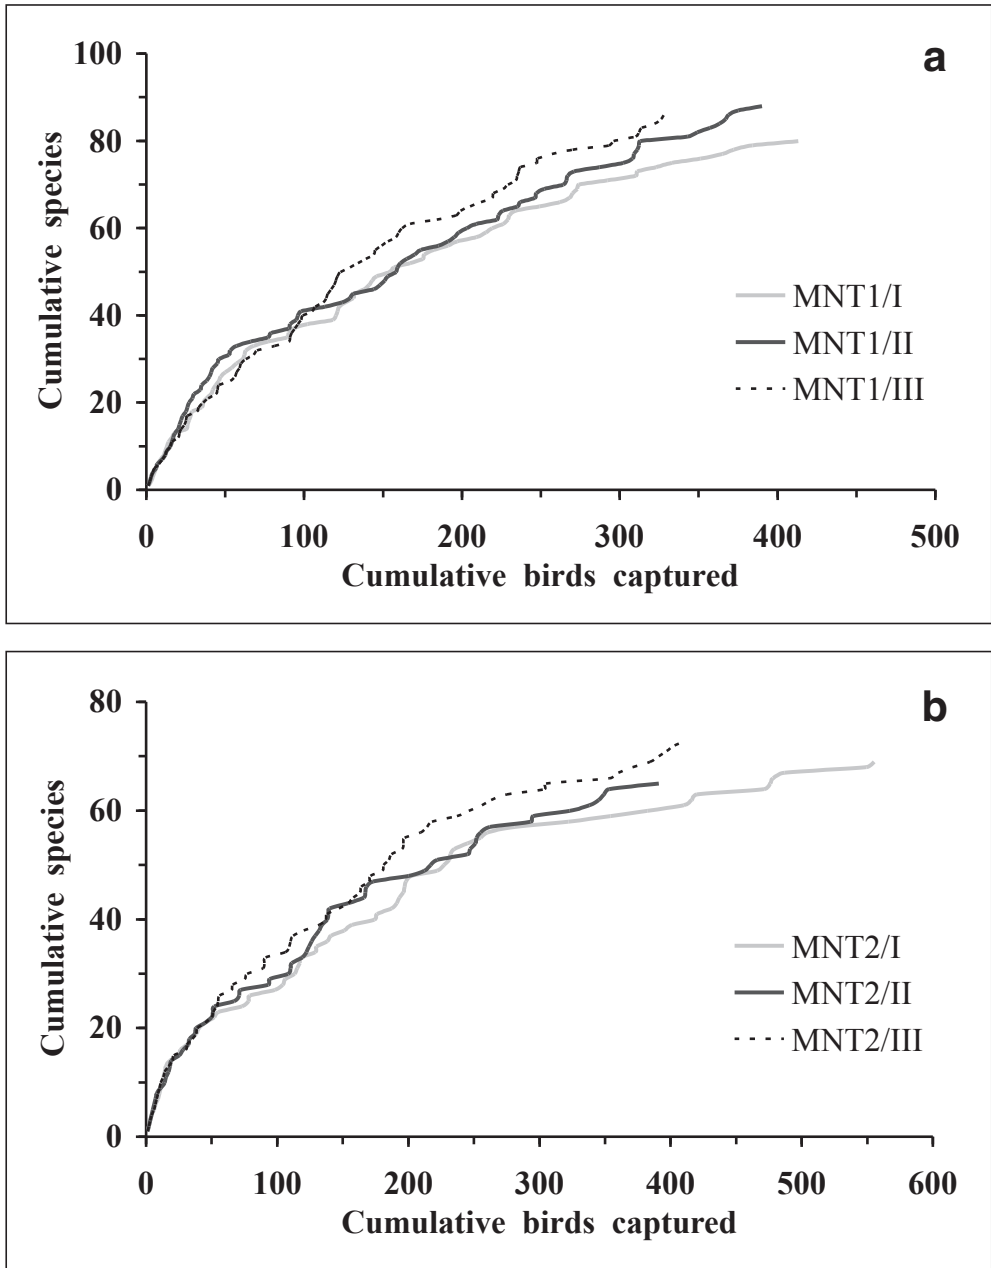 a
100
80
60
40
20
0
Cumulative species
MNT1/I
MNT1/II
MNT1/III
0 100 200 300 400 500
Cumulative birds captured
b
80
60
40
20
0
Cumulative species
MNT2/I
MNT2/II
MNT2/III
0 100 200 300 400 500 600
Cumulative birds captured